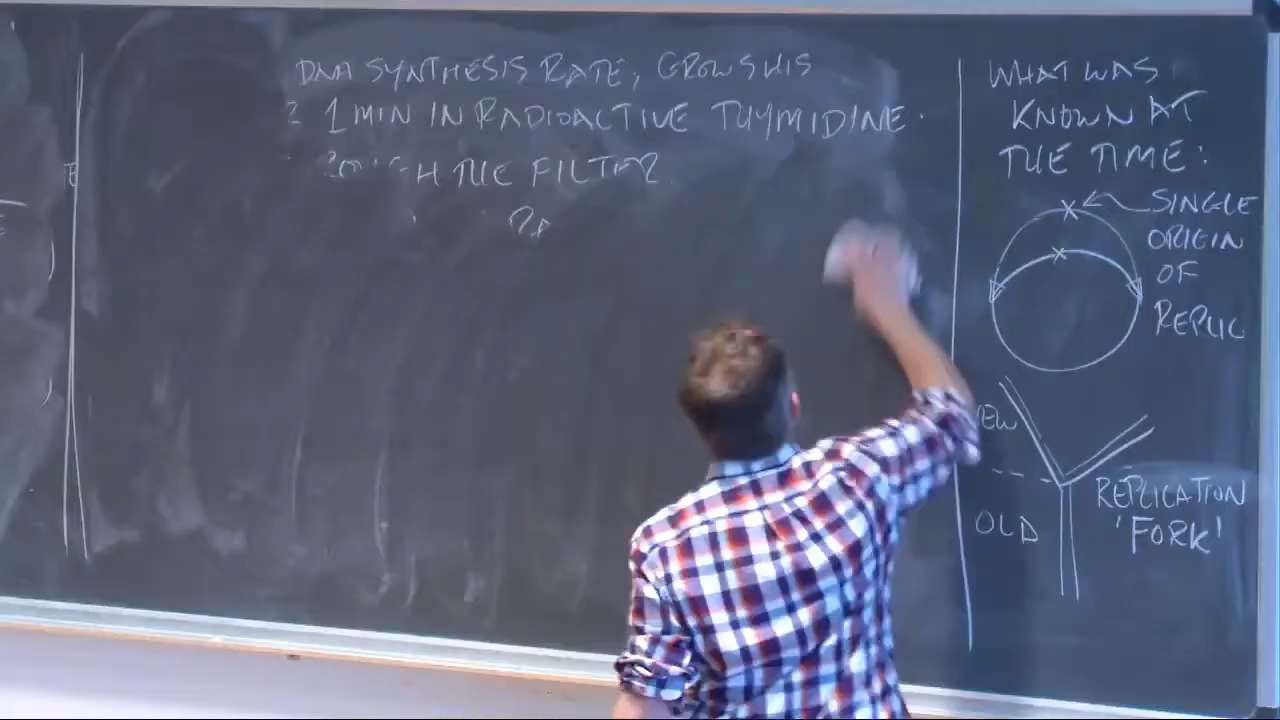 DNA SYNTHESIS RATE, GROWS HIS
1 MIN IN RADIOACTIVE THYMIDINE.
THE FILTER
WHAT WAS
KNOWN AT
THE TIME:
SINGLE
ORIGIN
OF
REPLIC
OLD
REPLICATION
'FORK'